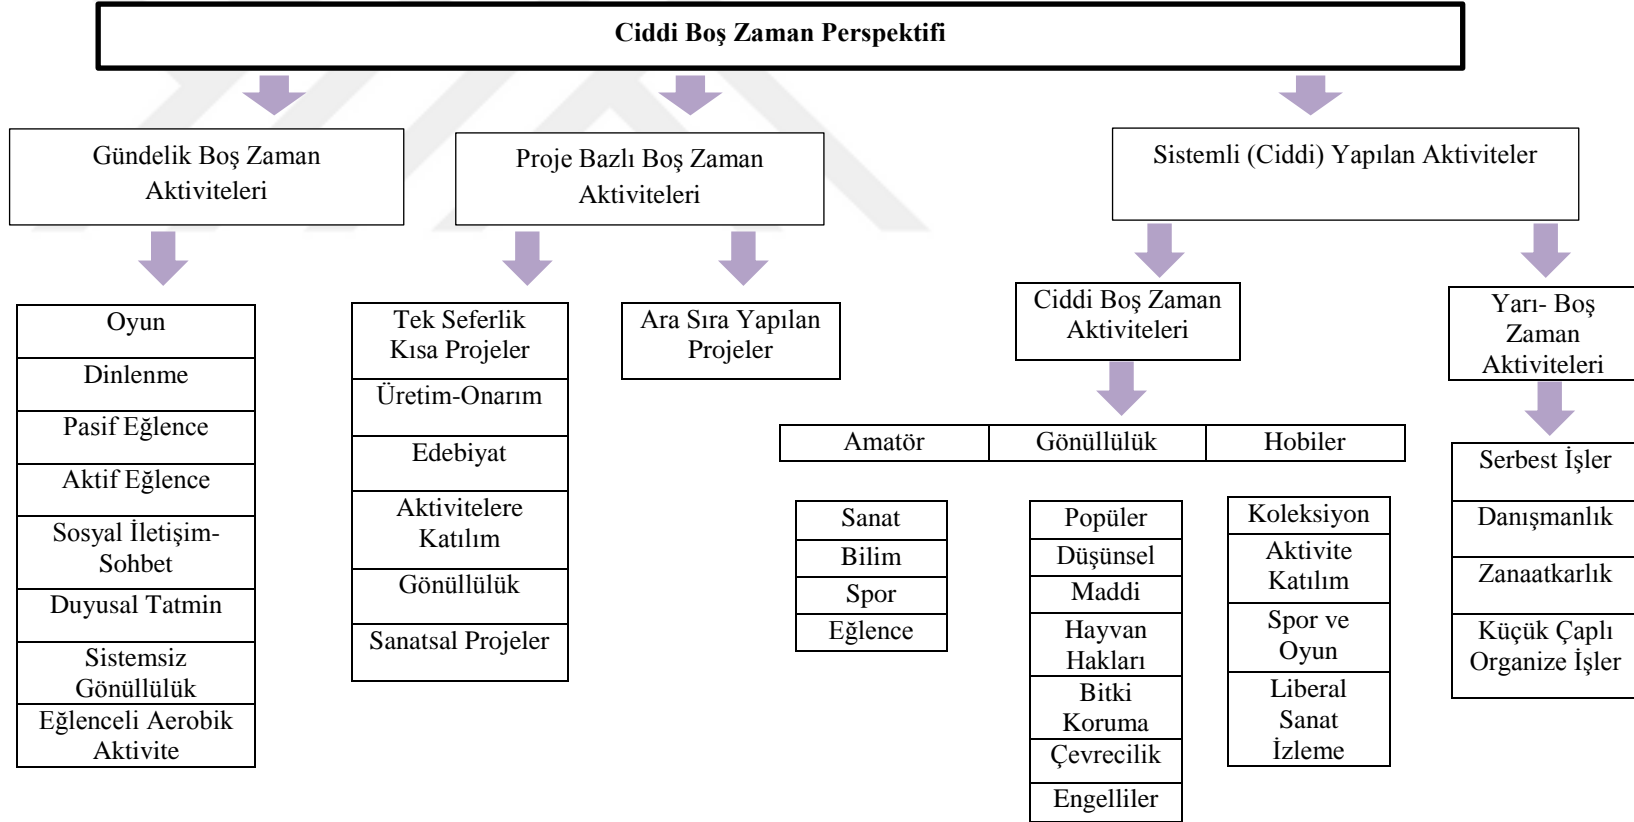 Ciddi Boş Zaman Perspektifi
Gündelik Boş Zaman
Aktiviteleri
Proje Bazlı Boş Zaman
Aktiviteleri
Sistemli (Ciddi) Yapılan Aktiviteler
Oyun
Dinlenme
Pasif Eğlence
Aktif Eğlence
Sosyal İletişim-
Sohbet
Duyusal Tatmin
Sistemsiz
Gönüllülük
Eğlenceli Aerobik
Aktivite
Tek Seferlik
Kısa Projeler
Üretim-Onarım
Edebiyat
Aktivitelere
Katılım
Gönüllülük
Sanatsal Projeler
Ara Sıra Yapılan
Projeler
Ciddi Boş Zaman
Aktiviteleri
Amatör
Gönüllülük
Hobiler
Sanat
Bilim
Spor
Eğlence
Popüler
Düşünsel
Maddi
Hayvan
Hakları
Bitki
Koruma
Çevrecilik
Engelliler
Koleksiyon
Aktivite
Katılım
Spor ve
Oyun
Liberal
Sanat
İzleme
Yarı- Boş
Zaman
Aktiviteleri
Serbest İşler
Danışmanlık
Zanaatkarlık
Küçük Çaplı
Organize İşler